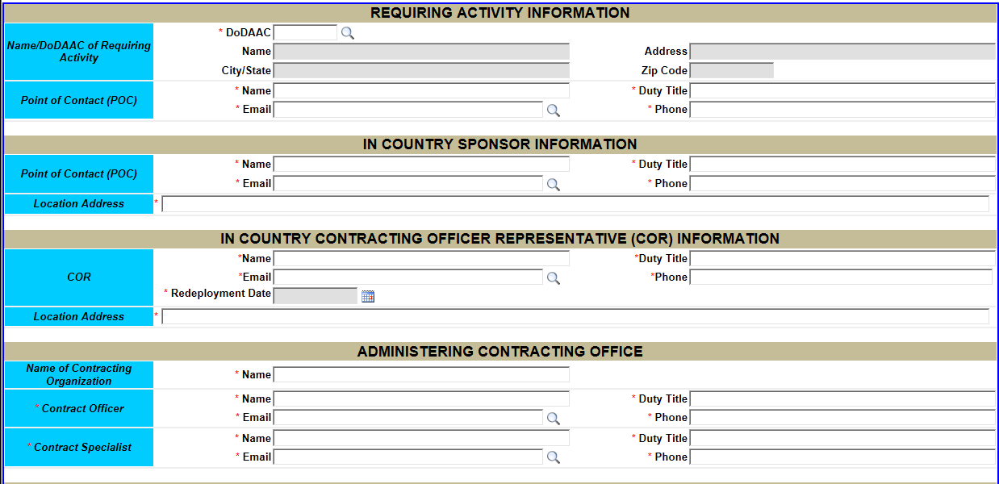 REQUIRING ACTIVITY INFORMATION
Name/DoDAAC of Requiring
Activity
* DoDAAC
Name
Address
City/State
Zip Code
Point of Contact (POC)
* Name
* Duty Title
* Email
* Phone
IN COUNTRY SPONSOR INFORMATION
Point of Contact (POC)
* Name
* Duty Title
* Email
* Phone
Location Address *
IN COUNTRY CONTRACTING OFFICER REPRESENTATIVE (COR) INFORMATION
COR
*Name
*Duty Title
*Email
*Phone
* Redeployment Date
Location Address *
ADMINISTERING CONTRACTING OFFICE
Name of Contracting
Organization
* Name
* Contract Officer
* Name
* Duty Title
* Email
* Phone
* Contract Specialist
* Name
* Duty Title
* Email
* Phone